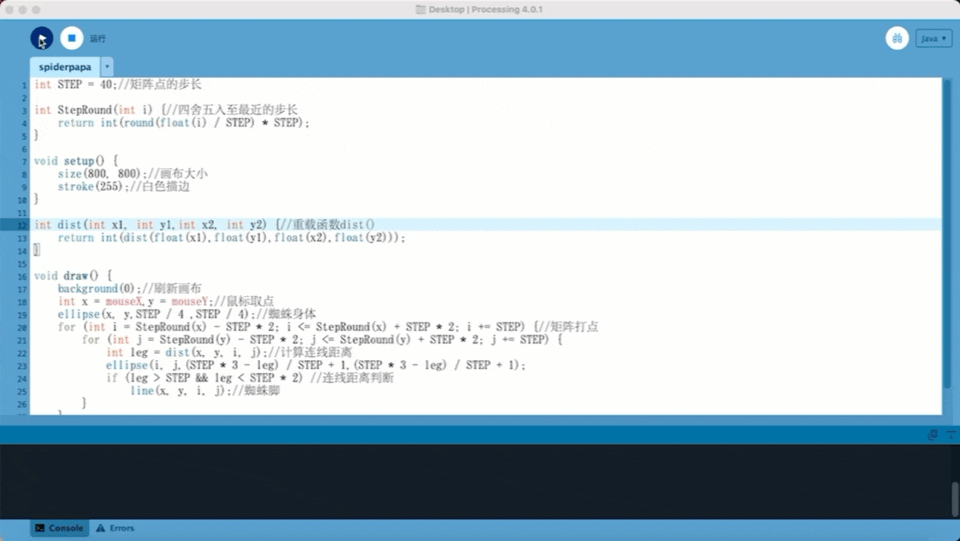 Desktop | Processing 4.0.1
运行
Java
spiderpapa
1 int STEP = 40;//矩阵点的步长
2
3 int StepRound(int i) {//四舍五入至最近的步长
4 return int(round(float(i) / STEP) * STEP);
5 }
6
7 void setup() {
8 size(800, 800);//画布大小
9 stroke(255);//白色描边
10 }
11
12 int dist(int x1, int y1,int x2, int y2) {//重载函数dist()
13 return int(dist(float(x1),float(y1),float(x2),float(y2)));
14 }
15
16 void draw() {
17 background(0);//刷新画布
18 int x = mouseX,y = mouseY;//鼠标取点
19 ellipse(x, y,STEP / 4 ,STEP / 4);//蜘蛛身体
20 for (int i = StepRound(x) - STEP * 2; i <= StepRound(x) + STEP * 2; i += STEP) {//矩阵打点
21 for (int j = StepRound(y) - STEP * 2; j <= StepRound(y) + STEP * 2; j += STEP) {
22 int leg = dist(x, y, i, j);//计算连线距离
23 ellipse(i, j,(STEP * 3 - leg) / STEP + 1,(STEP * 3 - leg) / STEP + 1);
24 if (leg > STEP && leg < STEP * 2) //连线距离判断
25 line(x, y, i, j);//蜘蛛脚
26 }
Console
Errors